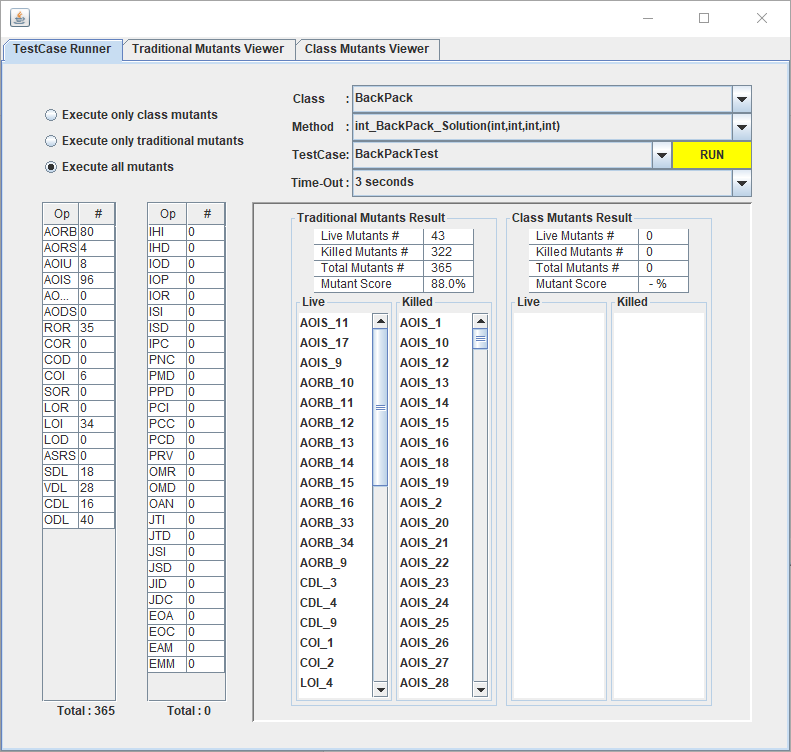 TestCase Runner Traditional Mutants Viewer Class Mutants Viewer
Execute only class mutants
Execute only traditional mutants
Execute all mutants
Class : BackPack
Method : int_BackPack_Solution(int,int,int,int)
TestCase: BackPackTest RUN
Time-Out : 3 seconds
Op #
AORB 80
AORS 4
AOIU 8
AOIS 96
AO... 0
AODS 0
ROR 35
COR 0
COD 0
COI 6
SOR 0
LOR 0
LOI 34
LOD 0
ASRS 0
SDL 18
VDL 28
CDL 16
ODL 40
Total : 365
Op #
IHI 0
IHD 0
IOD 0
IOP 0
IOR 0
ISI 0
ISD 0
IPC 0
PNC 0
PMD 0
PPD 0
PCI 0
PCC 0
PCD 0
PRV 0
OMR 0
OMD 0
OAN 0
JTI 0
JTD 0
JSI 0
JSD 0
JID 0
JDC 0
EOA 0
EOC 0
EAM 0
EMM 0
Total : 0
Traditional Mutants Result
Live Mutants # 43
Killed Mutants # 322
Total Mutants # 365
Mutant Score 88.0%
Live
AOIS_11
AOIS_17
AOIS_9
AORB_10
AORB_11
AORB_12
AORB_13
AORB_14
AORB_15
AORB_16
AORB_33
AORB_34
AORB_9
CDL_3
CDL_4
CDL_9
COI_1
COI_2
LOI_4
Killed
AOIS_1
AOIS_10
AOIS_12
AOIS_13
AOIS_14
AOIS_15
AOIS_16
AOIS_18
AOIS_19
AOIS_2
AOIS_20
AOIS_21
AOIS_22
AOIS_23
AOIS_24
AOIS_25
AOIS_26
AOIS_27
AOIS_28
Class Mutants Result
Live Mutants # 0
Killed Mutants # 0
Total Mutants # 0
Mutant Score - %
Live
Killed